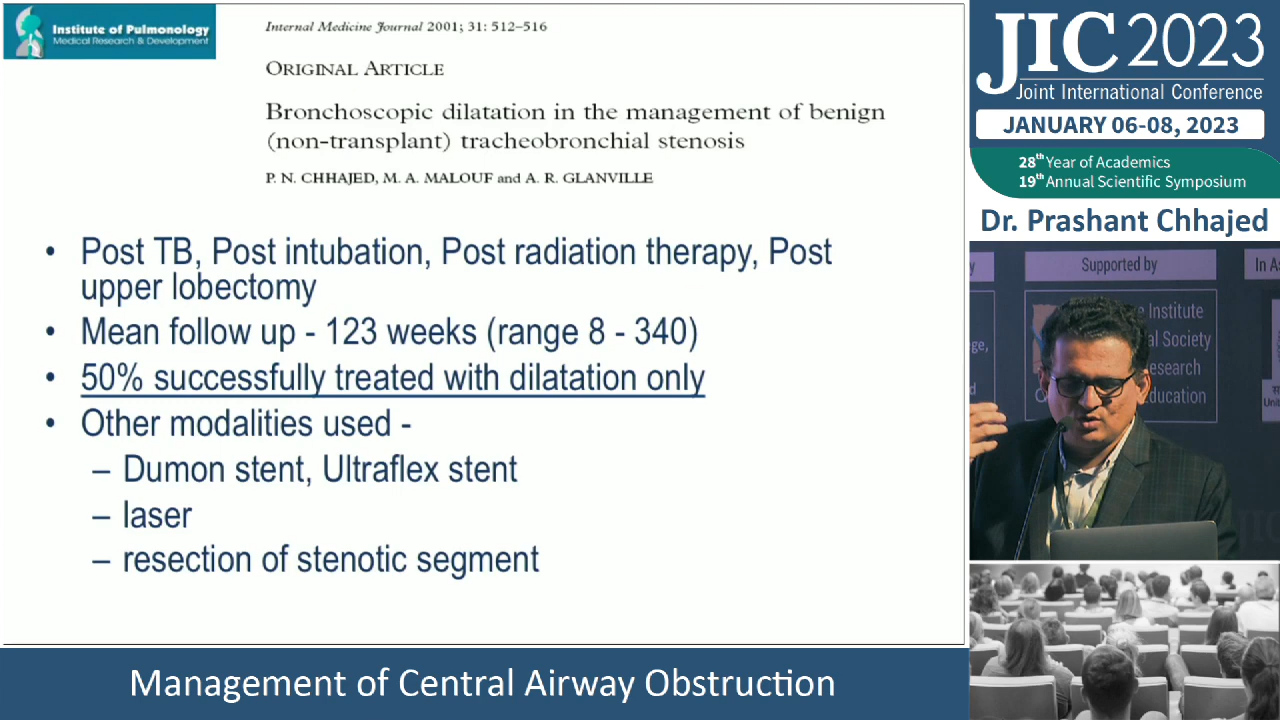 Institute of Pulmonology
Medical Research & Development
Internal Medicine Journal 2001; 31: 512–516
ORIGINAL ARTICLE
Bronchoscopic dilatation in the management of benign
(non-transplant) tracheobronchial stenosis
P. N. CHHAJED, M. A. MALOUF and A. R. GLANVILLE
• Post TB, Post intubation, Post radiation therapy, Post
upper lobectomy
• Mean follow up - 123 weeks (range 8 - 340)
• 50% successfully treated with dilatation only
• Other modalities used -
– Dumon stent, Ultraflex stent
– laser
– resection of stenotic segment
Management of Central Airway Obstruction
JIC 2023
Joint International Conference
JANUARY 06-08, 2023
28th Year of Academics
19th Annual Scientific Symposium
Dr. Prashant Chhajed
Supported by
In
Institute
Society